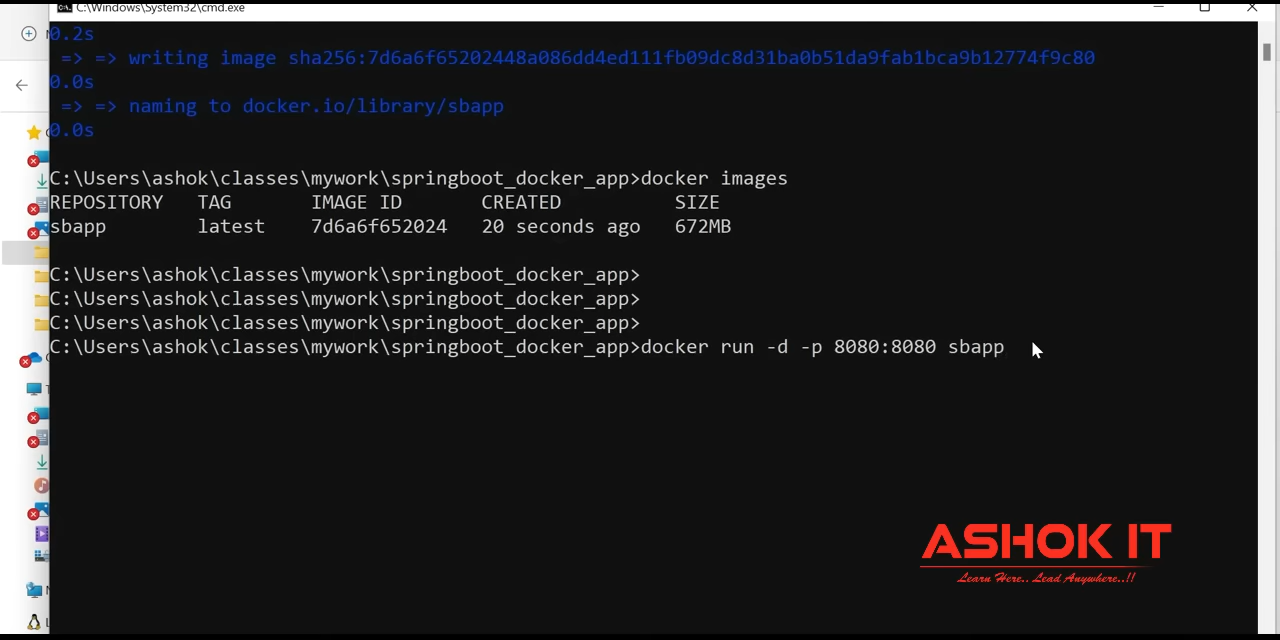 C:\Windows\System32\cmd.exe
0.2s
=> => writing image sha256:7d6a6f65202448a086dd4ed111fb09dc8d31ba0b51da9fab1bca9b12774f9c80
0.0s
=> => naming to docker.io/library/sbapp
0.0s
C:\Users\ashok\classes\mywork\springboot_docker_app>docker images
REPOSITORY TAG IMAGE ID CREATED SIZE
sbapp latest 7d6a6f652024 20 seconds ago 672MB
C:\Users\ashok\classes\mywork\springboot_docker_app>
C:\Users\ashok\classes\mywork\springboot_docker_app>
C:\Users\ashok\classes\mywork\springboot_docker_app>
C:\Users\ashok\classes\mywork\springboot_docker_app>docker run -d -p 8080:8080 sbapp
ASHOK IT
Learn Here.. Lead Anywhere..!!